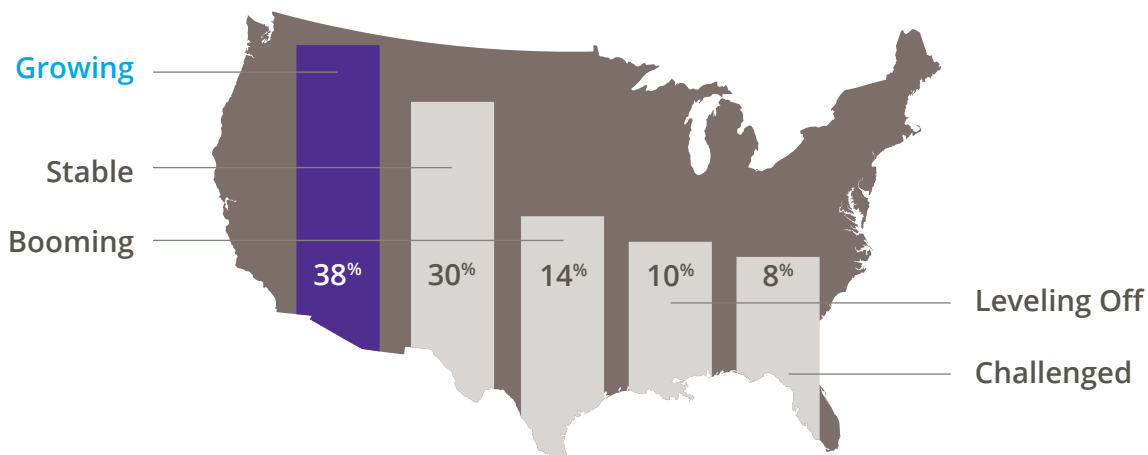 Growing
Stable
Booming
38%
30%
14%
10%
8%
Leveling Off
Challenged